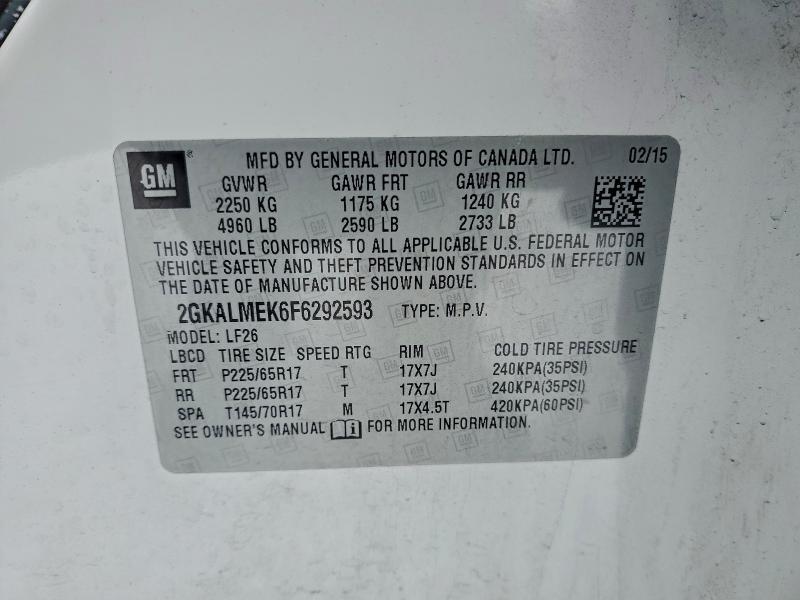 GM ® MFD BY GENERAL MOTORS OF CANADA LTD. 02/15
GVWR GAWR FRT GAWR RR
2250 KG 1175 KG 1240 KG
4960 LB 2590 LB 2733 LB
THIS VEHICLE CONFORMS TO ALL APPLICABLE U.S. FEDERAL MOTOR
VEHICLE SAFETY AND THEFT PREVENTION STANDARDS IN EFFECT ON
THE DATE OF MANUFACTURE SHOWN ABOVE.
2GKALMEK6F6292593 TYPE: M.P.V.
MODEL: LF26
LBCD TIRE SIZE SPEED RTG RIM COLD TIRE PRESSURE
FRT P225/65R17 T 17X7J 240KPA(35PSI)
RR P225/65R17 T 17X7J 240KPA(35PSI)
SPA T145/70R17 M 17X4.5T 420KPA(60PSI)
SEE OWNER'S MANUAL i FOR MORE INFORMATION.